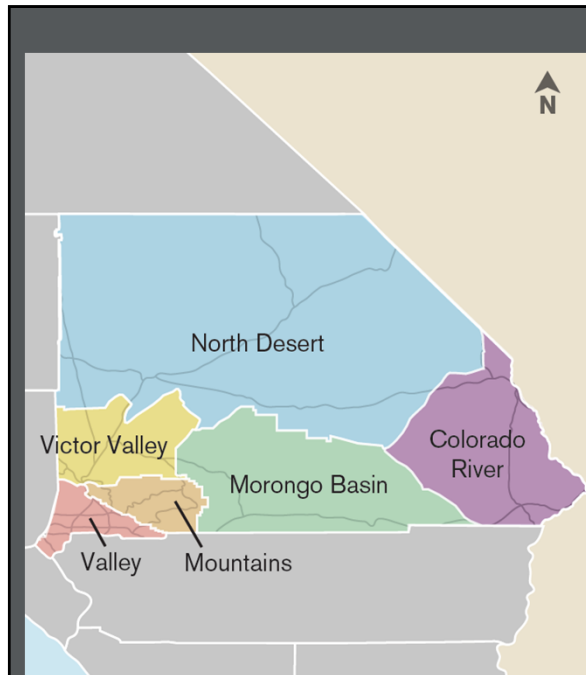 N
North Desert
Victor Valley
Colorado
River
Morongo Basin
Valley
Mountains